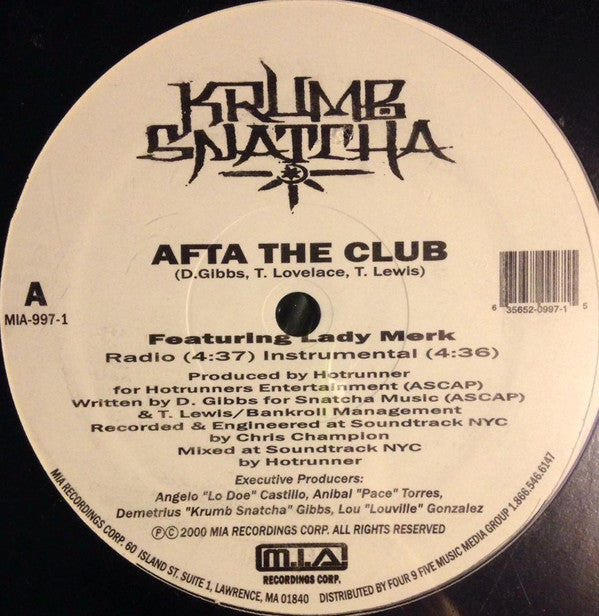 KRUMB
SNATCHA
AFTA THE CLUB
(D.Gibbs, T. Lovelace, T. Lewis)
A
MIA-997-1
6 35652-0997-1 5
Featuring Lady Merk
Radio (4:37) Instrumental (4:36)
Produced by Hotrunner
for Hotrunners Entertainment (ASCAP)
Written by D. Gibbs for Snatcha Music (ASCAP)
& T. Lewis/Bankroll Management
Recorded & Engineered at Soundtrack NYC
by Chris Champion
Mixed at Soundtrack NYC
by Hotrunner
Executive Producers:
Angelo "Lo Doe" Castillo, Anibal "Pace" Torres,
Demetrius "Krumb Snatcha" Gibbs, Lou "Louville" Gonzalez
℗© 2000 MIA RECORDINGS CORP. ALL RIGHTS RESERVED
M.I.A!
RECORDINGS CORP.
MIA RECORDINGS CORP. 60 ISLAND ST, SUITE 1, LAWRENCE, MA 01840 DISTRIBUTED BY FOUR 9 FIVE MUSIC MEDIA GROUP 1.866.546.6147